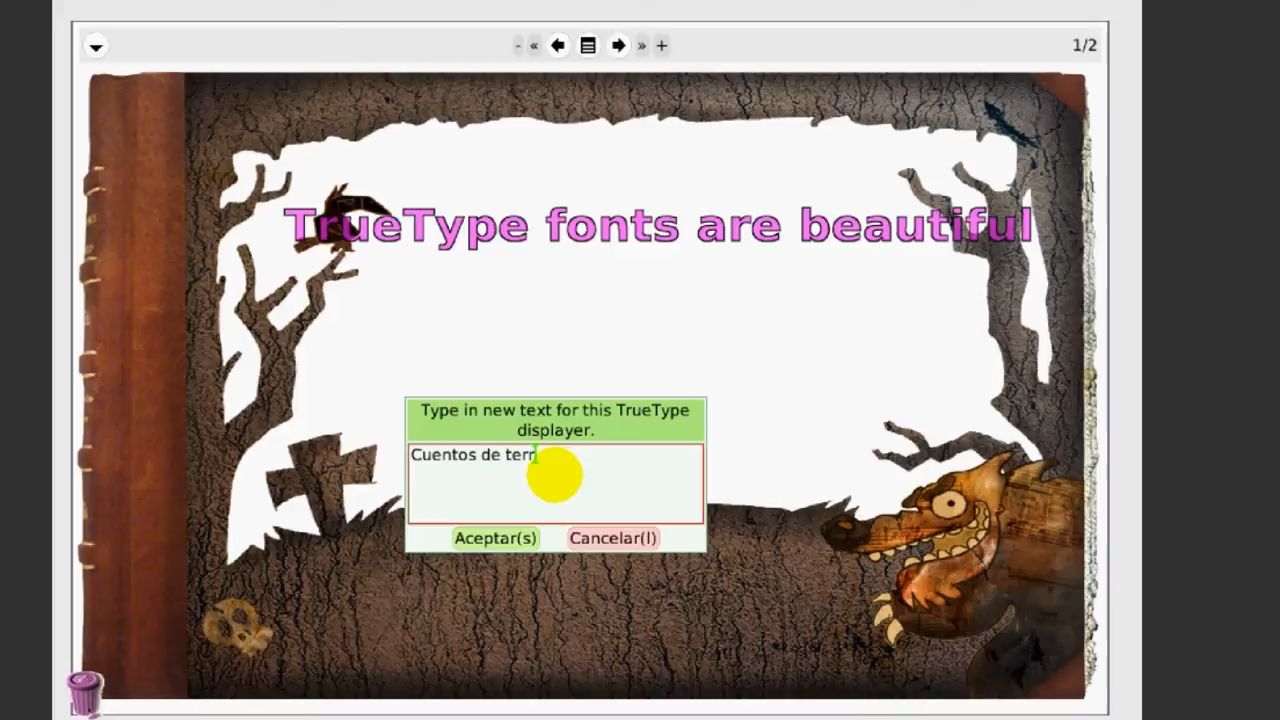 - « » + 1/2
TrueType fonts are beautiful
Type in new text for this TrueType
displayer.
Cuentos de terr
Aceptar(s) Cancelar(l)